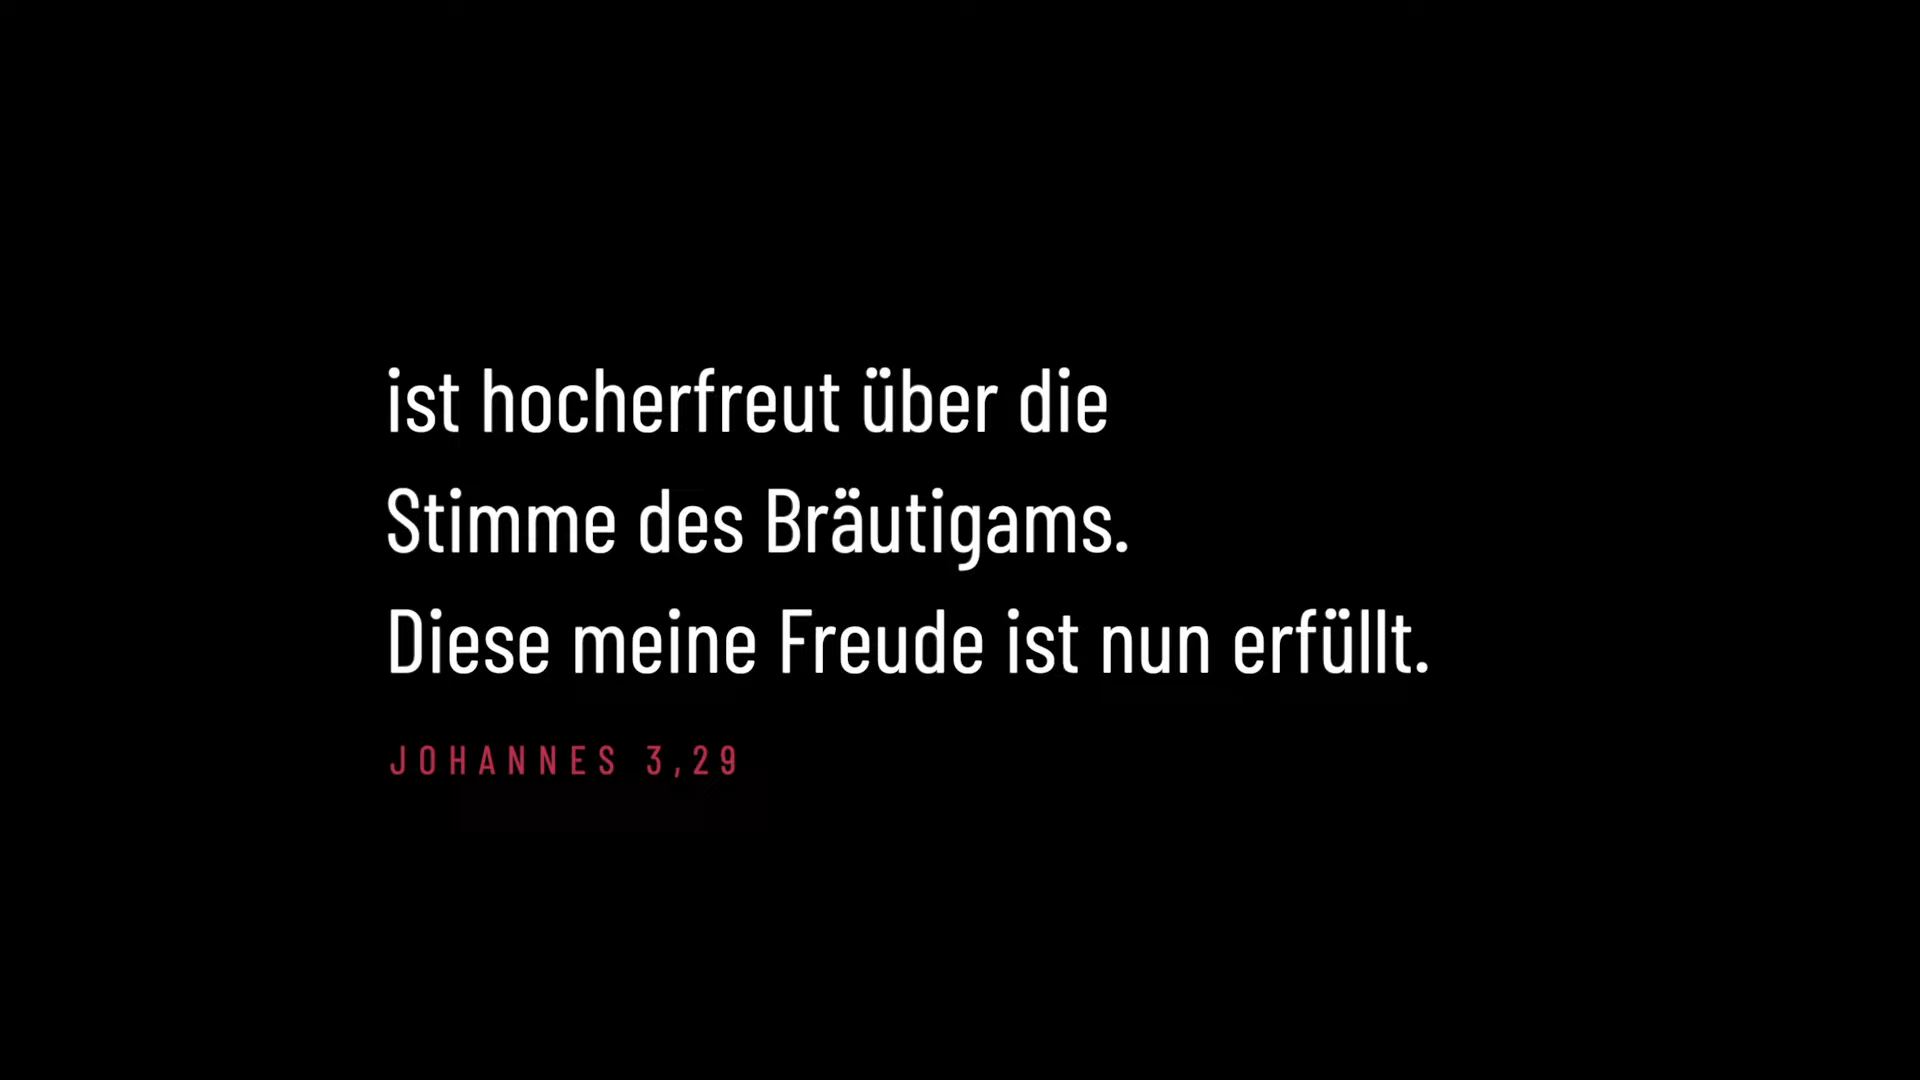 ist hocherfreut über die
Stimme des Bräutigams.
Diese meine Freude ist nun erfüllt.
JOHANNES 3,29